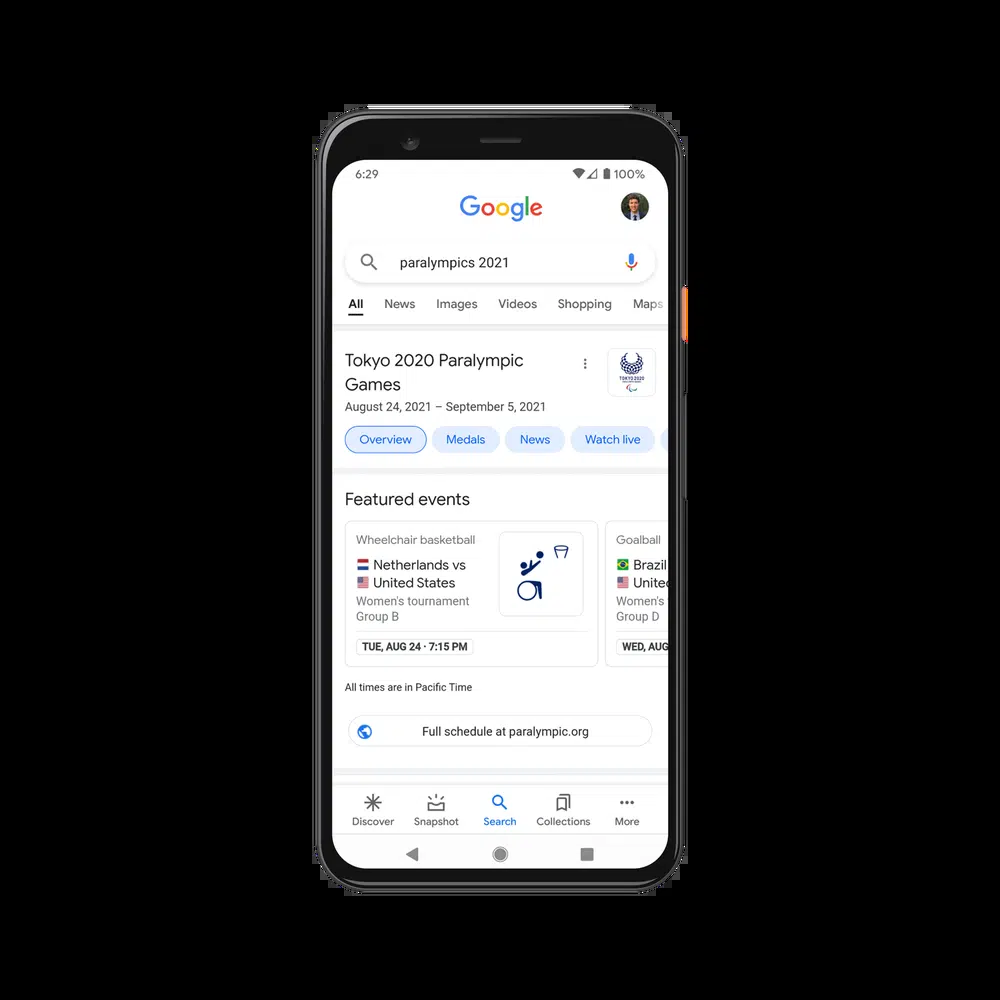 6:29 100%
Google
paralympics 2021
All News Images Videos Shopping Maps
Tokyo 2020 Paralympic
Games
TOKYO 2020
August 24, 2021 – September 5, 2021
Overview Medals News Watch live
Featured events
Wheelchair basketball
Netherlands vs
United States
Women's tournament
Group B
TUE, AUG 24 · 7:15 PM
Goalball
Brazil
Unite
Women's
Group D
WED, AUG
All times are in Pacific Time
Full schedule at paralympic.org
Discover Snapshot Search Collections More